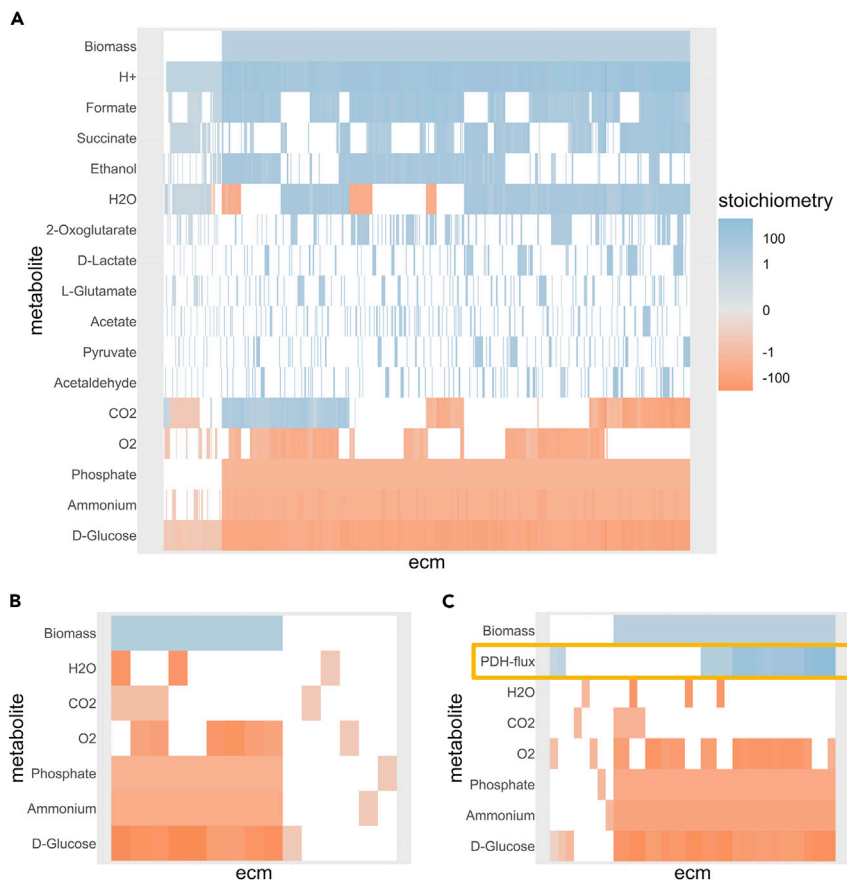 A
Biomass
H+
Formate
Succinate
Ethanol
H2O
2-Oxoglutarate
D-Lactate
L-Glutamate
Acetate
Pyruvate
Acetaldehyde
CO2
O2
Phosphate
Ammonium
D-Glucose
metabolite
ecm
stoichiometry
100
1
0
-1
-100
B
Biomass
H2O
CO2
O2
Phosphate
Ammonium
D-Glucose
metabolite
ecm
C
Biomass
PDH-flux
H2O
CO2
O2
Phosphate
Ammonium
D-Glucose
metabolite
ecm